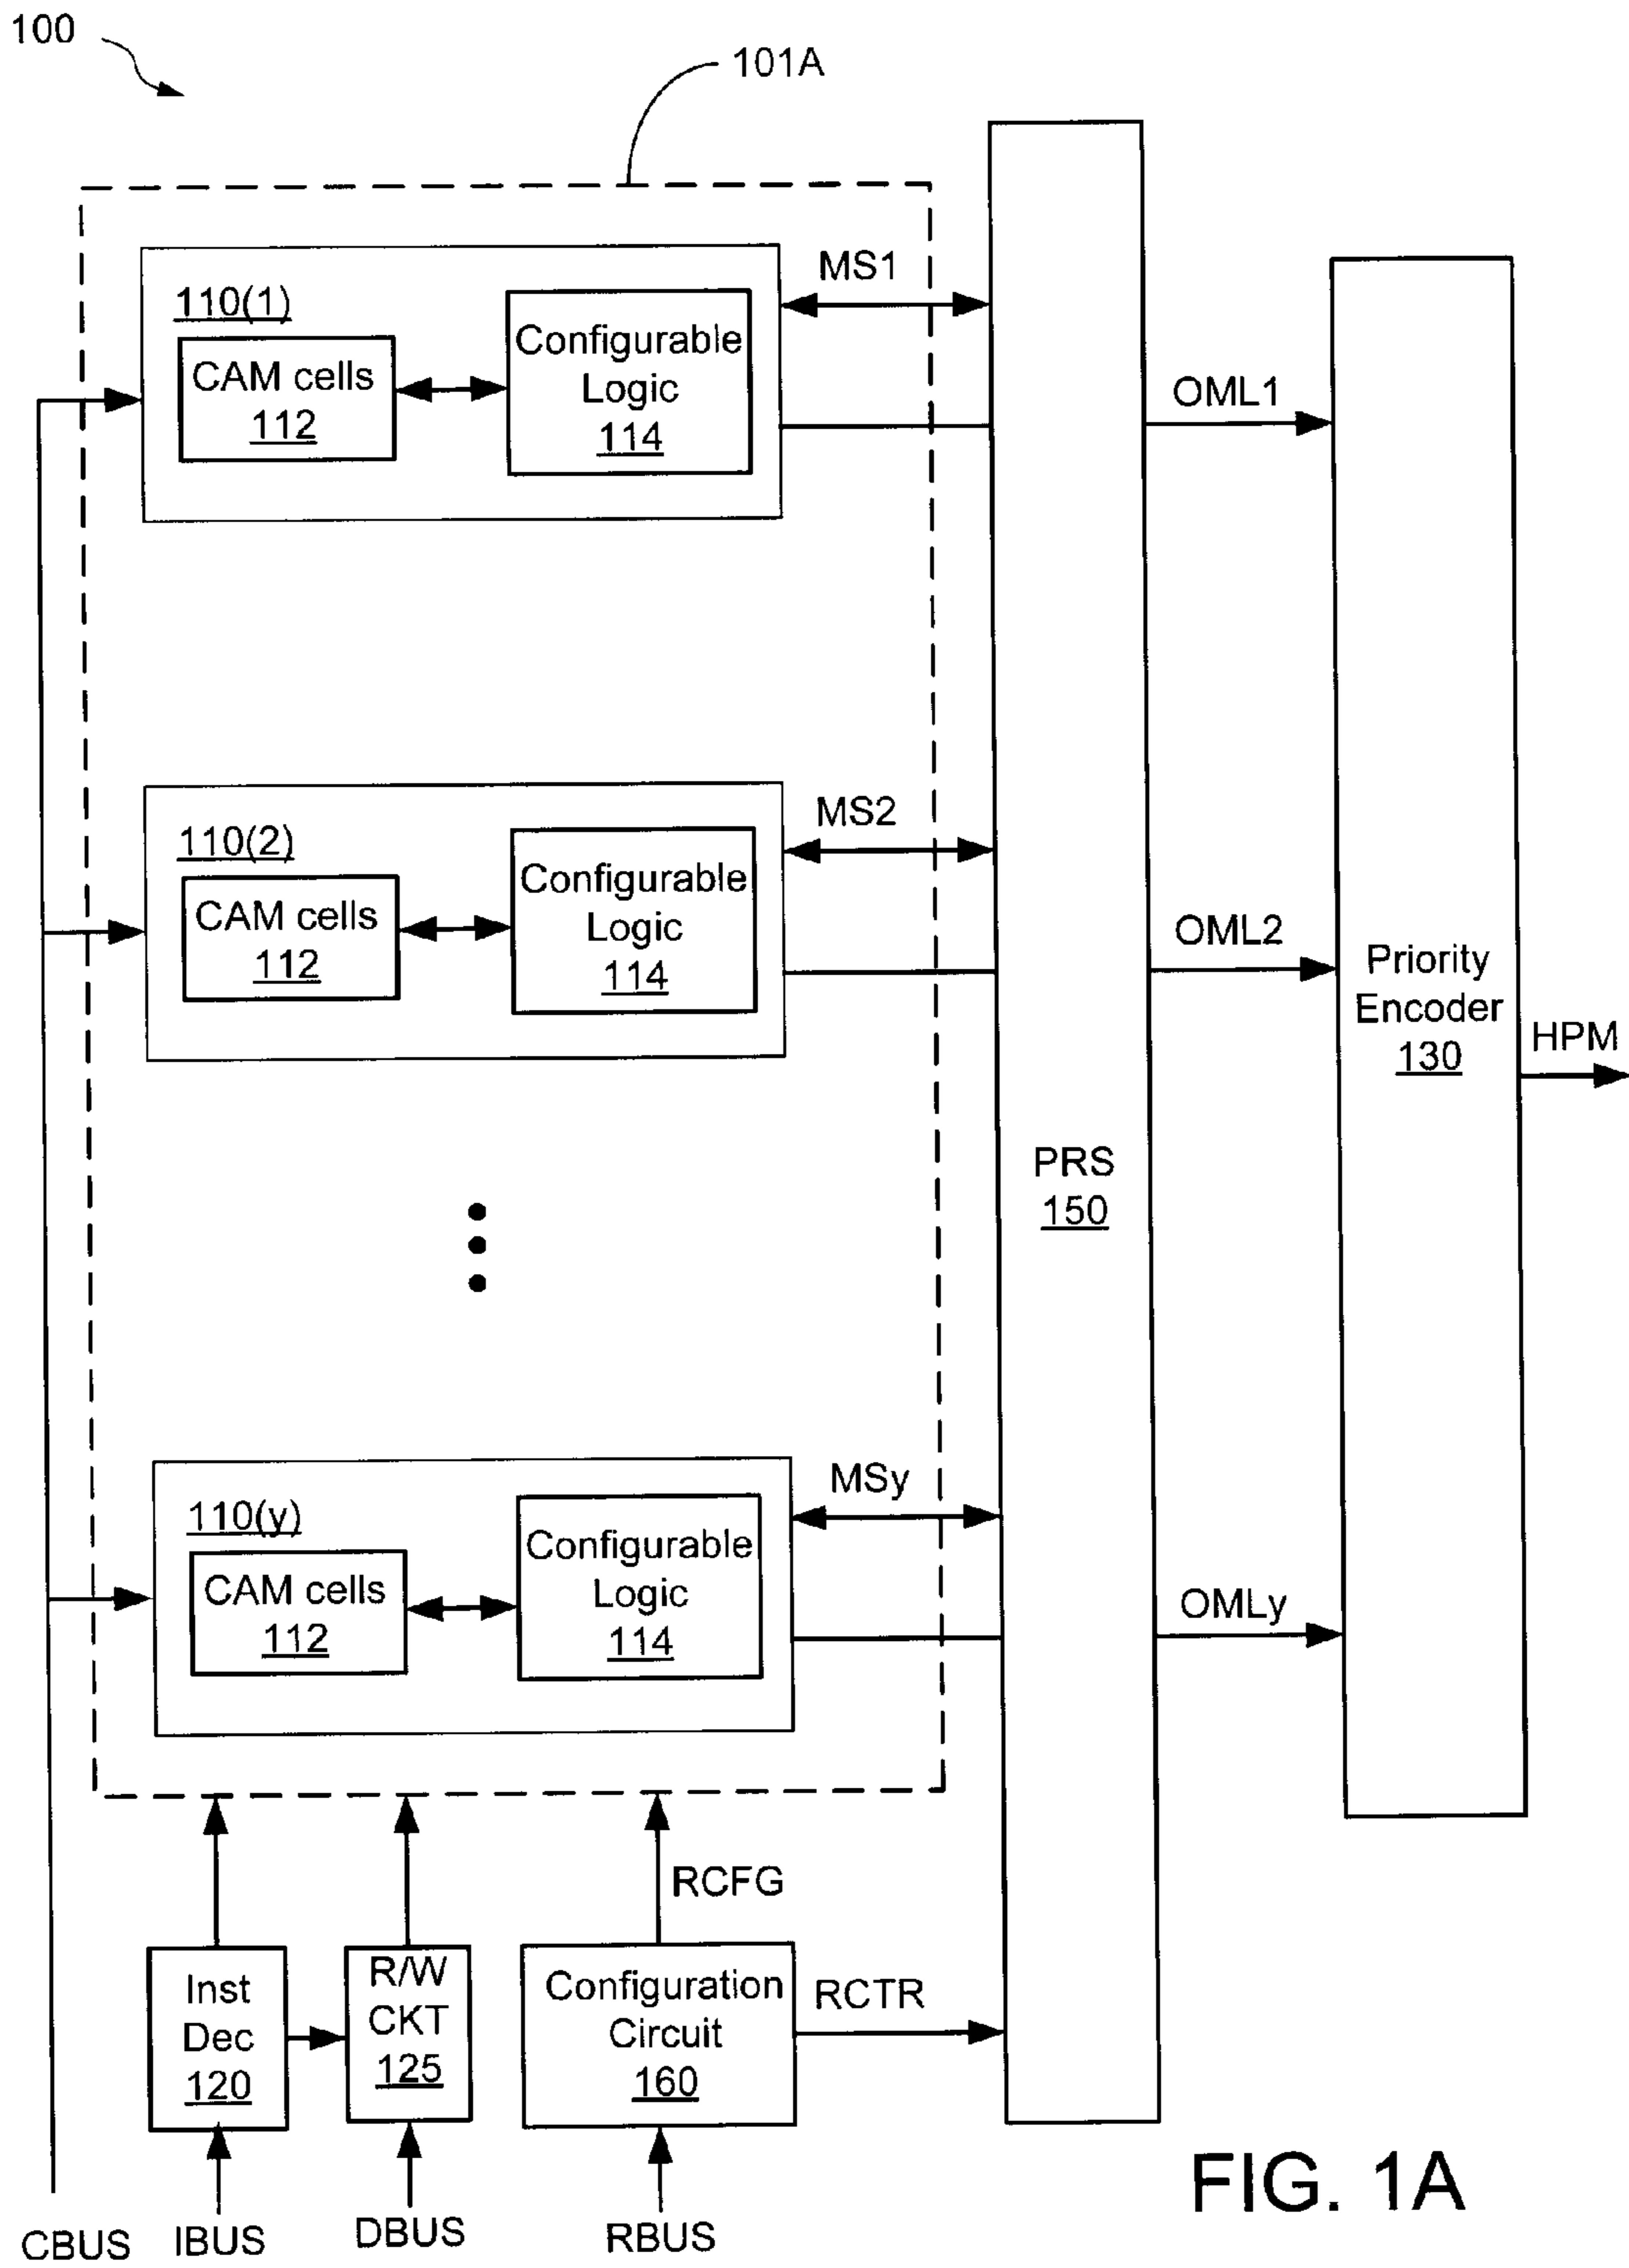 100
101A
110(1)
CAM cells
112
Configurable
Logic
114
MS1
OML1
110(2)
CAM cells
112
Configurable
Logic
114
MS2
OML2
Priority
Encoder
130
HPM
PRS
150
110(y)
CAM cells
112
Configurable
Logic
114
MSy
OMLy
RCFG
Inst
Dec
120
R/W
CKT
125
Configuration
Circuit
160
RCTR
CBUS
IBUS
DBUS
RBUS
FIG. 1A